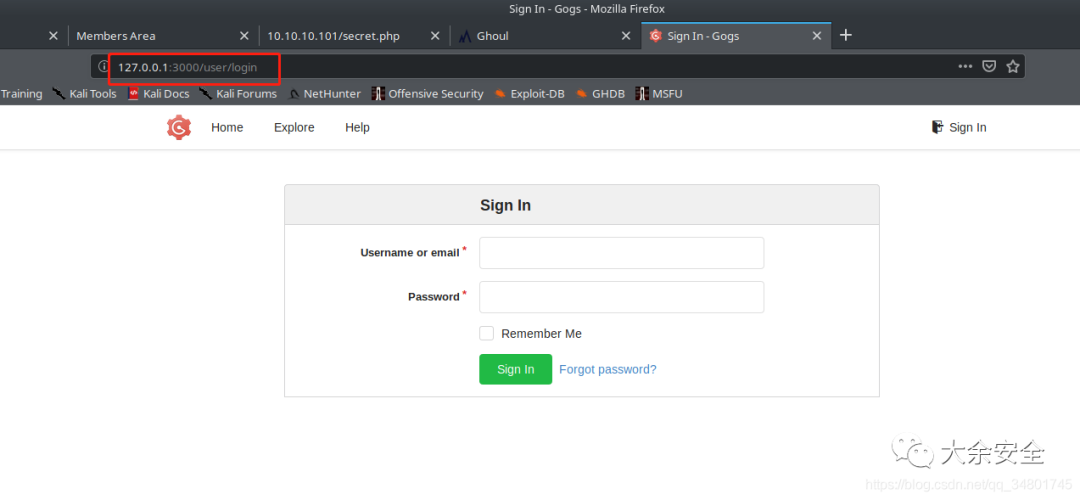 Sign In - Gogs - Mozilla Firefox
Members Area 10.10.10.101/secret.php Ghoul Sign In - Gogs
127.0.0.1:3000/user/login
Training Kali Tools Kali Docs Kali Forums NetHunter Offensive Security Exploit-DB GHDB MSFU
Home Explore Help Sign In
Sign In
Username or email *
Password *
Remember Me
Sign In Forgot password?
大余安全
https://blog.csdn.net/qq_34801745